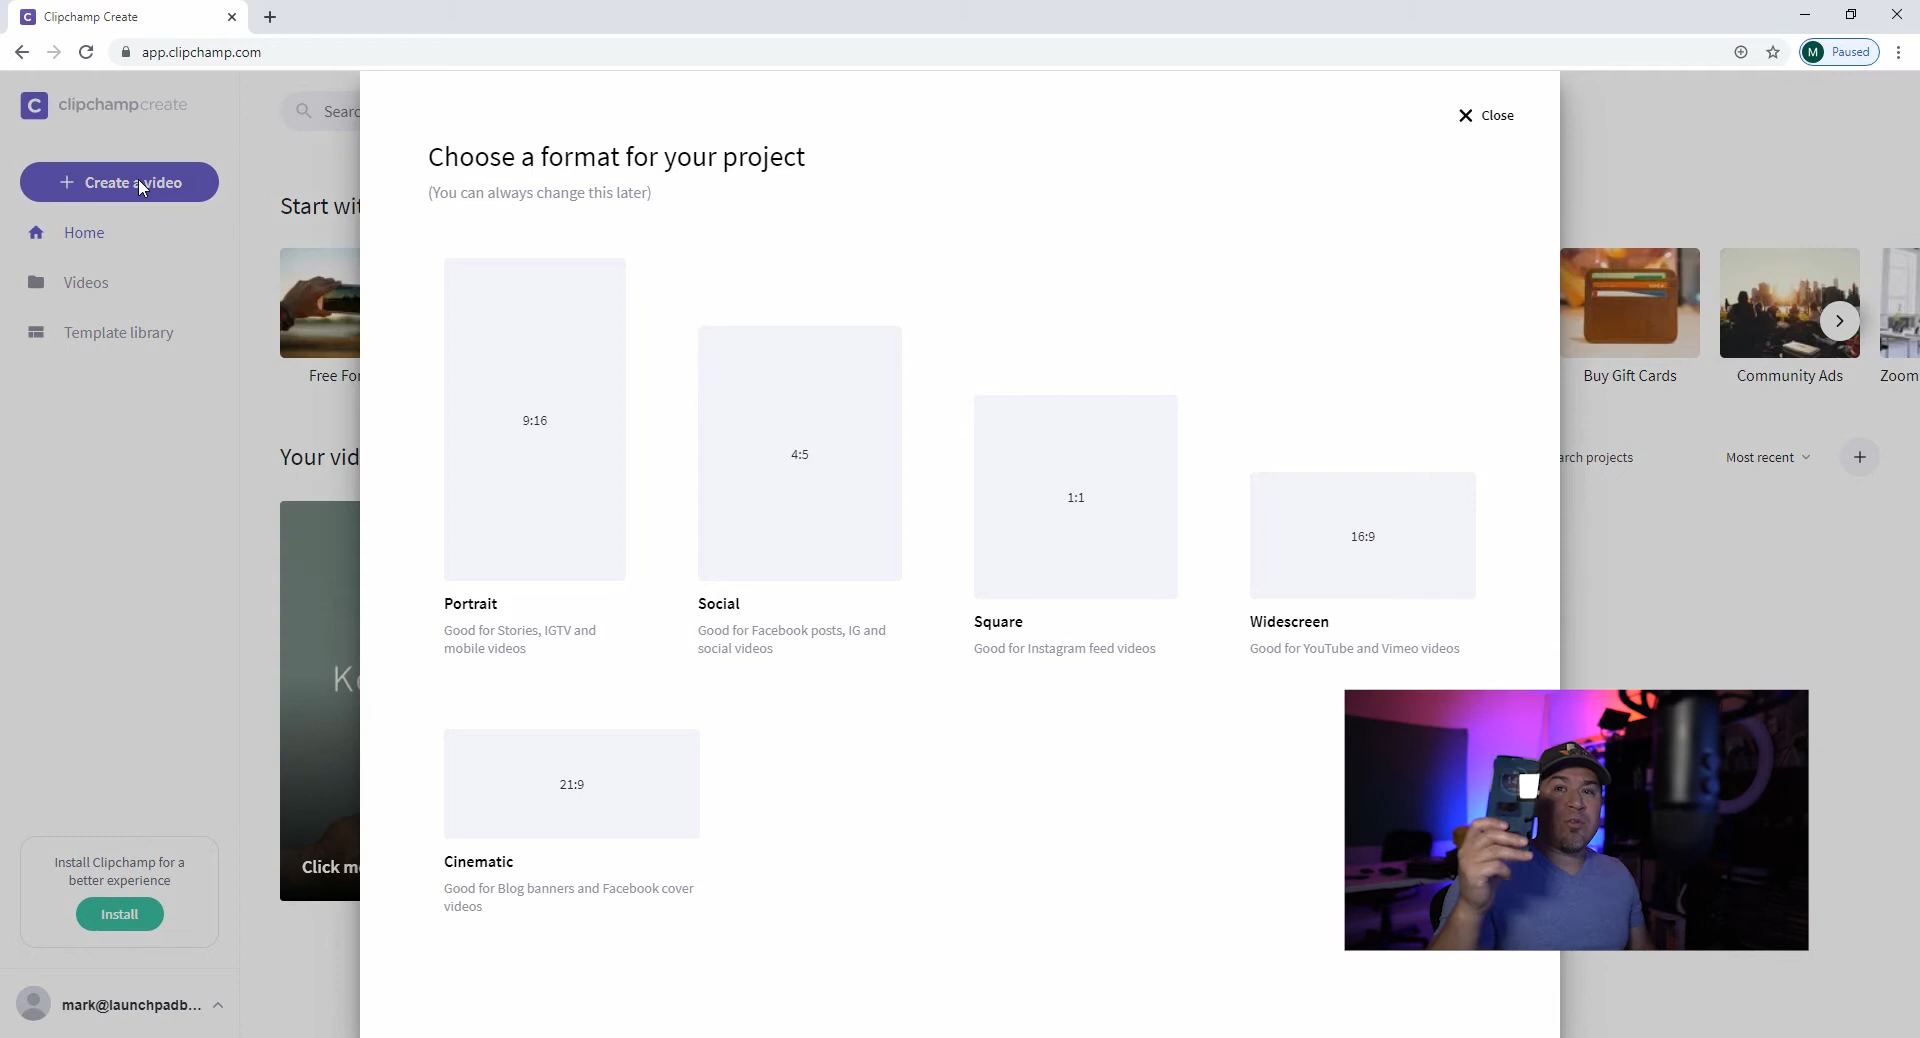 Clipchamp Create
app.clipchamp.com
M Paused
C clipchamp create
Sear
+ Create a video
Home
Videos
Template library
Start wit
Free For
Your vid
Click m
Install Clipchamp for a
better experience
Install
mark@launchpadb...
Close
Choose a format for your project
(You can always change this later)
9:16
Portrait
Good for Stories, IGTV and
mobile videos
4:5
Social
Good for Facebook posts, IG and
social videos
1:1
Square
Good for Instagram feed videos
16:9
Widescreen
Good for YouTube and Vimeo videos
21:9
Cinematic
Good for Blog banners and Facebook cover
videos
Buy Gift Cards
Community Ads
Zoom
arch projects
Most recent